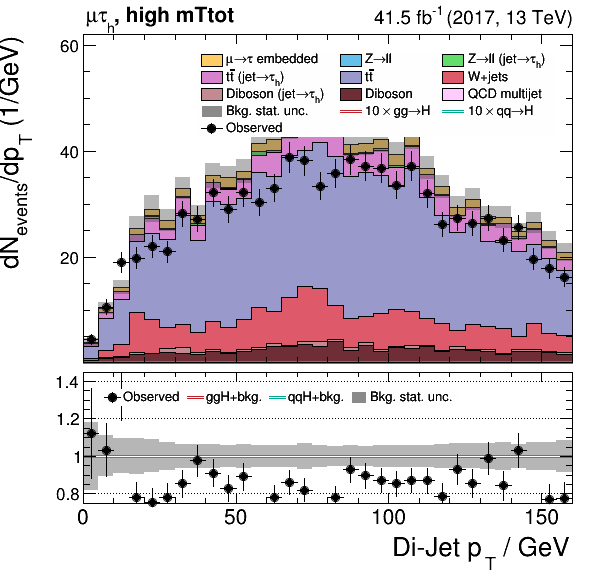 μτh, high mTtot 41.5 fb⁻¹ (2017, 13 TeV)
dNevents/dpT (1/GeV)
60
40
20
μ→τ embedded Z→ll Z→ll (jet→τh)
tt̄ (jet→τh) tt̄ W+jets
Diboson (jet→τh) Diboson QCD multijet
Bkg. stat. unc. 10 × gg→H 10 × qq→H
Observed
1.4
1.2
1
0.8
Observed ggH+bkg. qqH+bkg. Bkg. stat. unc.
0 50 100 150
Di-Jet pT / GeV